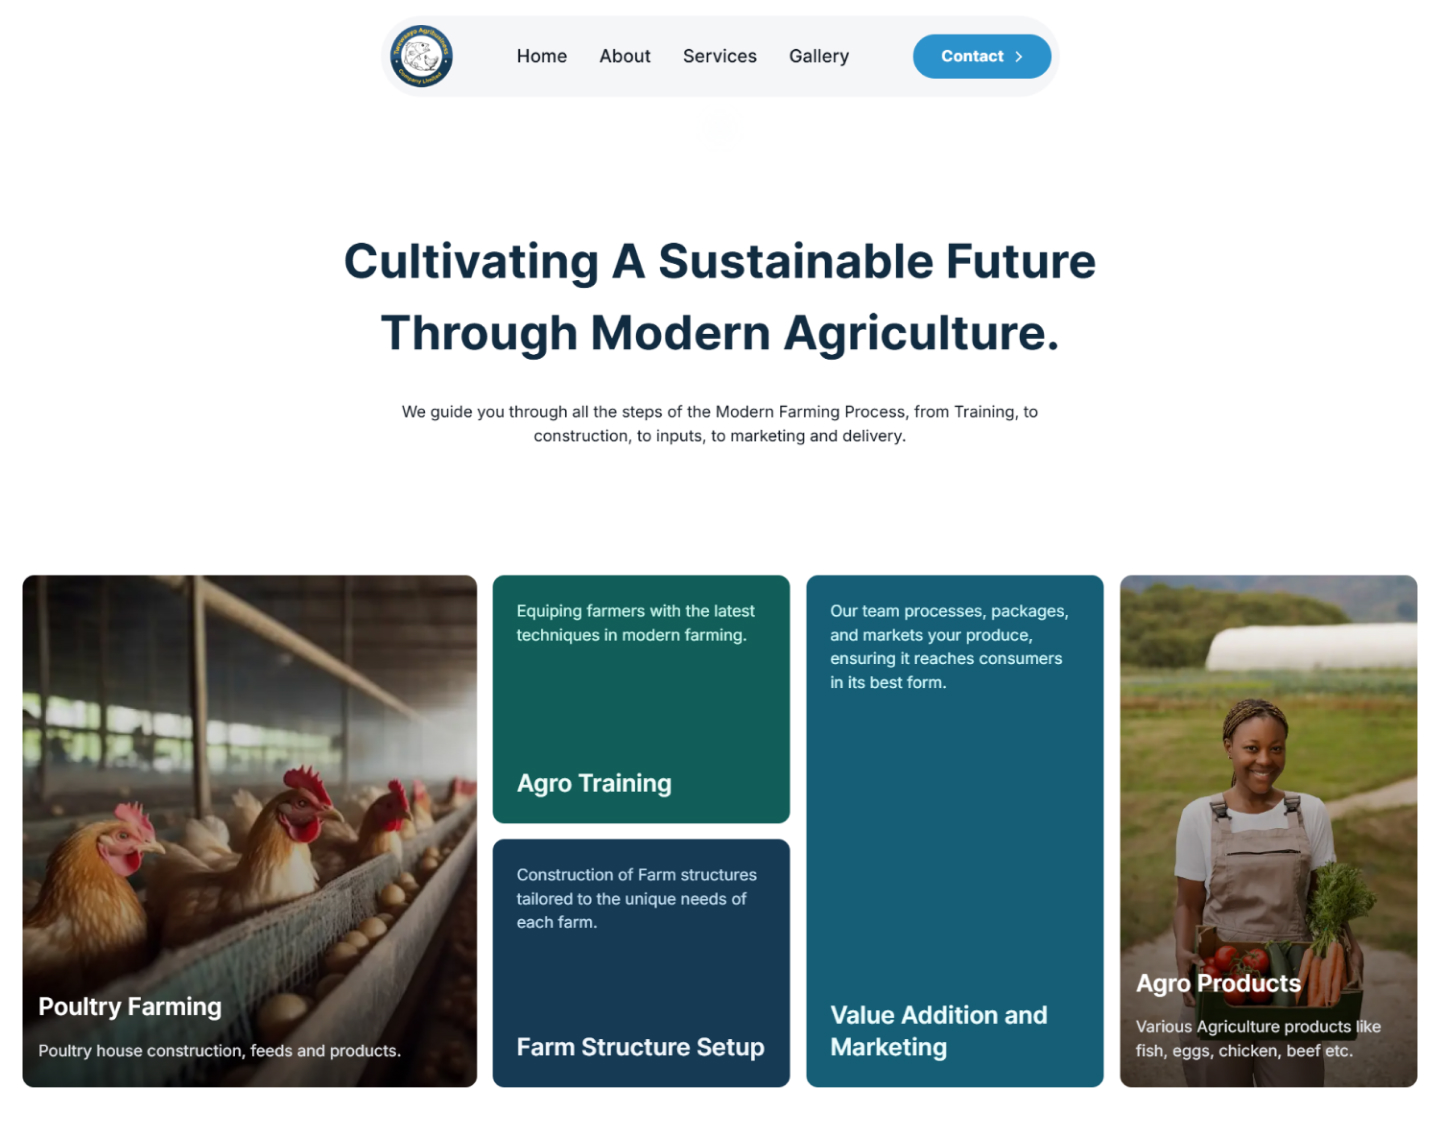 Temesayo Agribusiness
Company Limited
Home
About
Services
Gallery
Contact
Cultivating A Sustainable Future
Through Modern Agriculture.
We guide you through all the steps of the Modern Farming Process, from Training, to
construction, to inputs, to marketing and delivery.
Poultry Farming
Poultry house construction, feeds and products.
Equiping farmers with the latest
techniques in modern farming.
Agro Training
Construction of Farm structures
tailored to the unique needs of
each farm.
Farm Structure Setup
Our team processes, packages,
and markets your produce,
ensuring it reaches consumers
in its best form.
Value Addition and
Marketing
Agro Products
Various Agriculture products like
fish, eggs, chicken, beef etc.